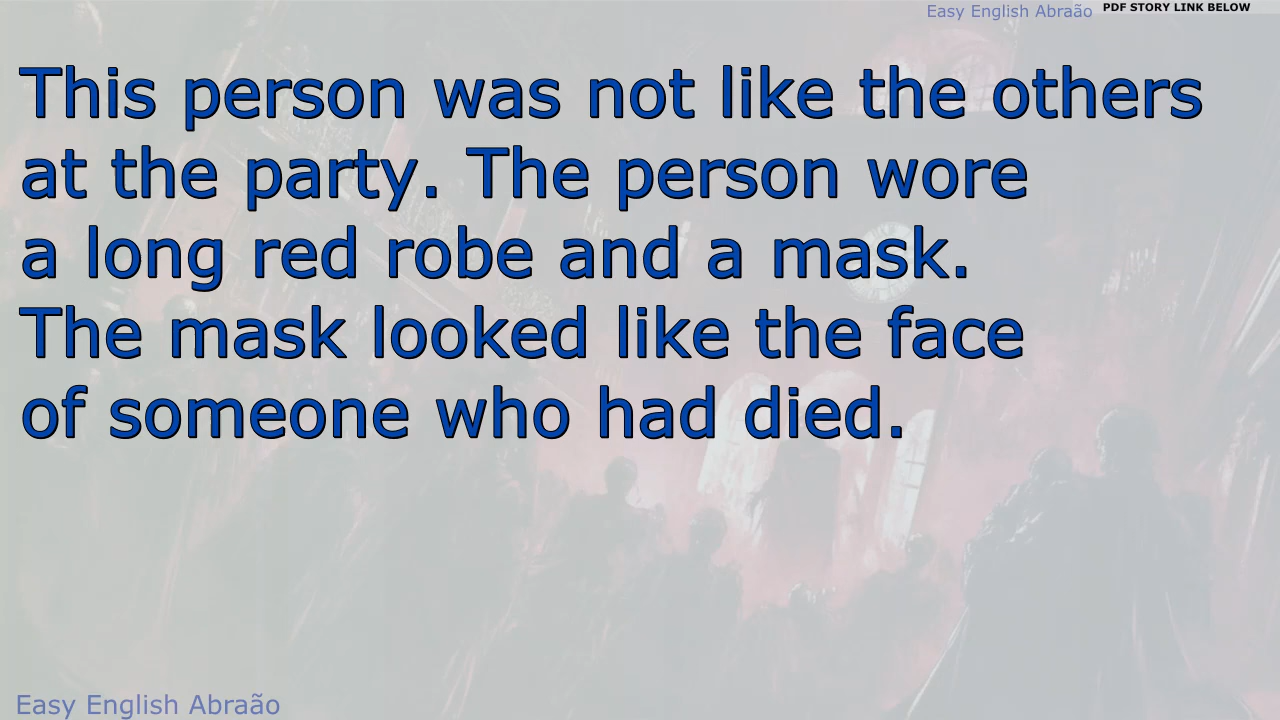 Easy English Abraão PDF STORY LINK BELOW
This person was not like the others
at the party. The person wore
a long red robe and a mask.
The mask looked like the face
of someone who had died.
Easy English Abraão